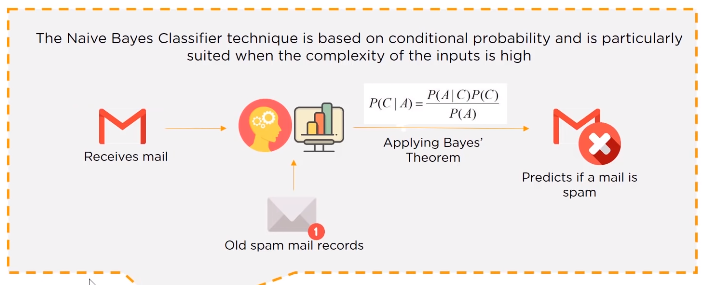 The Naive Bayes Classifier technique is based on conditional probability and is particularly
suited when the complexity of the inputs is high
P(C | A) = P(A | C)P(C) / P(A)
Receives mail
Applying Bayes'
Theorem
Predicts if a mail is
spam
1
Old spam mail records